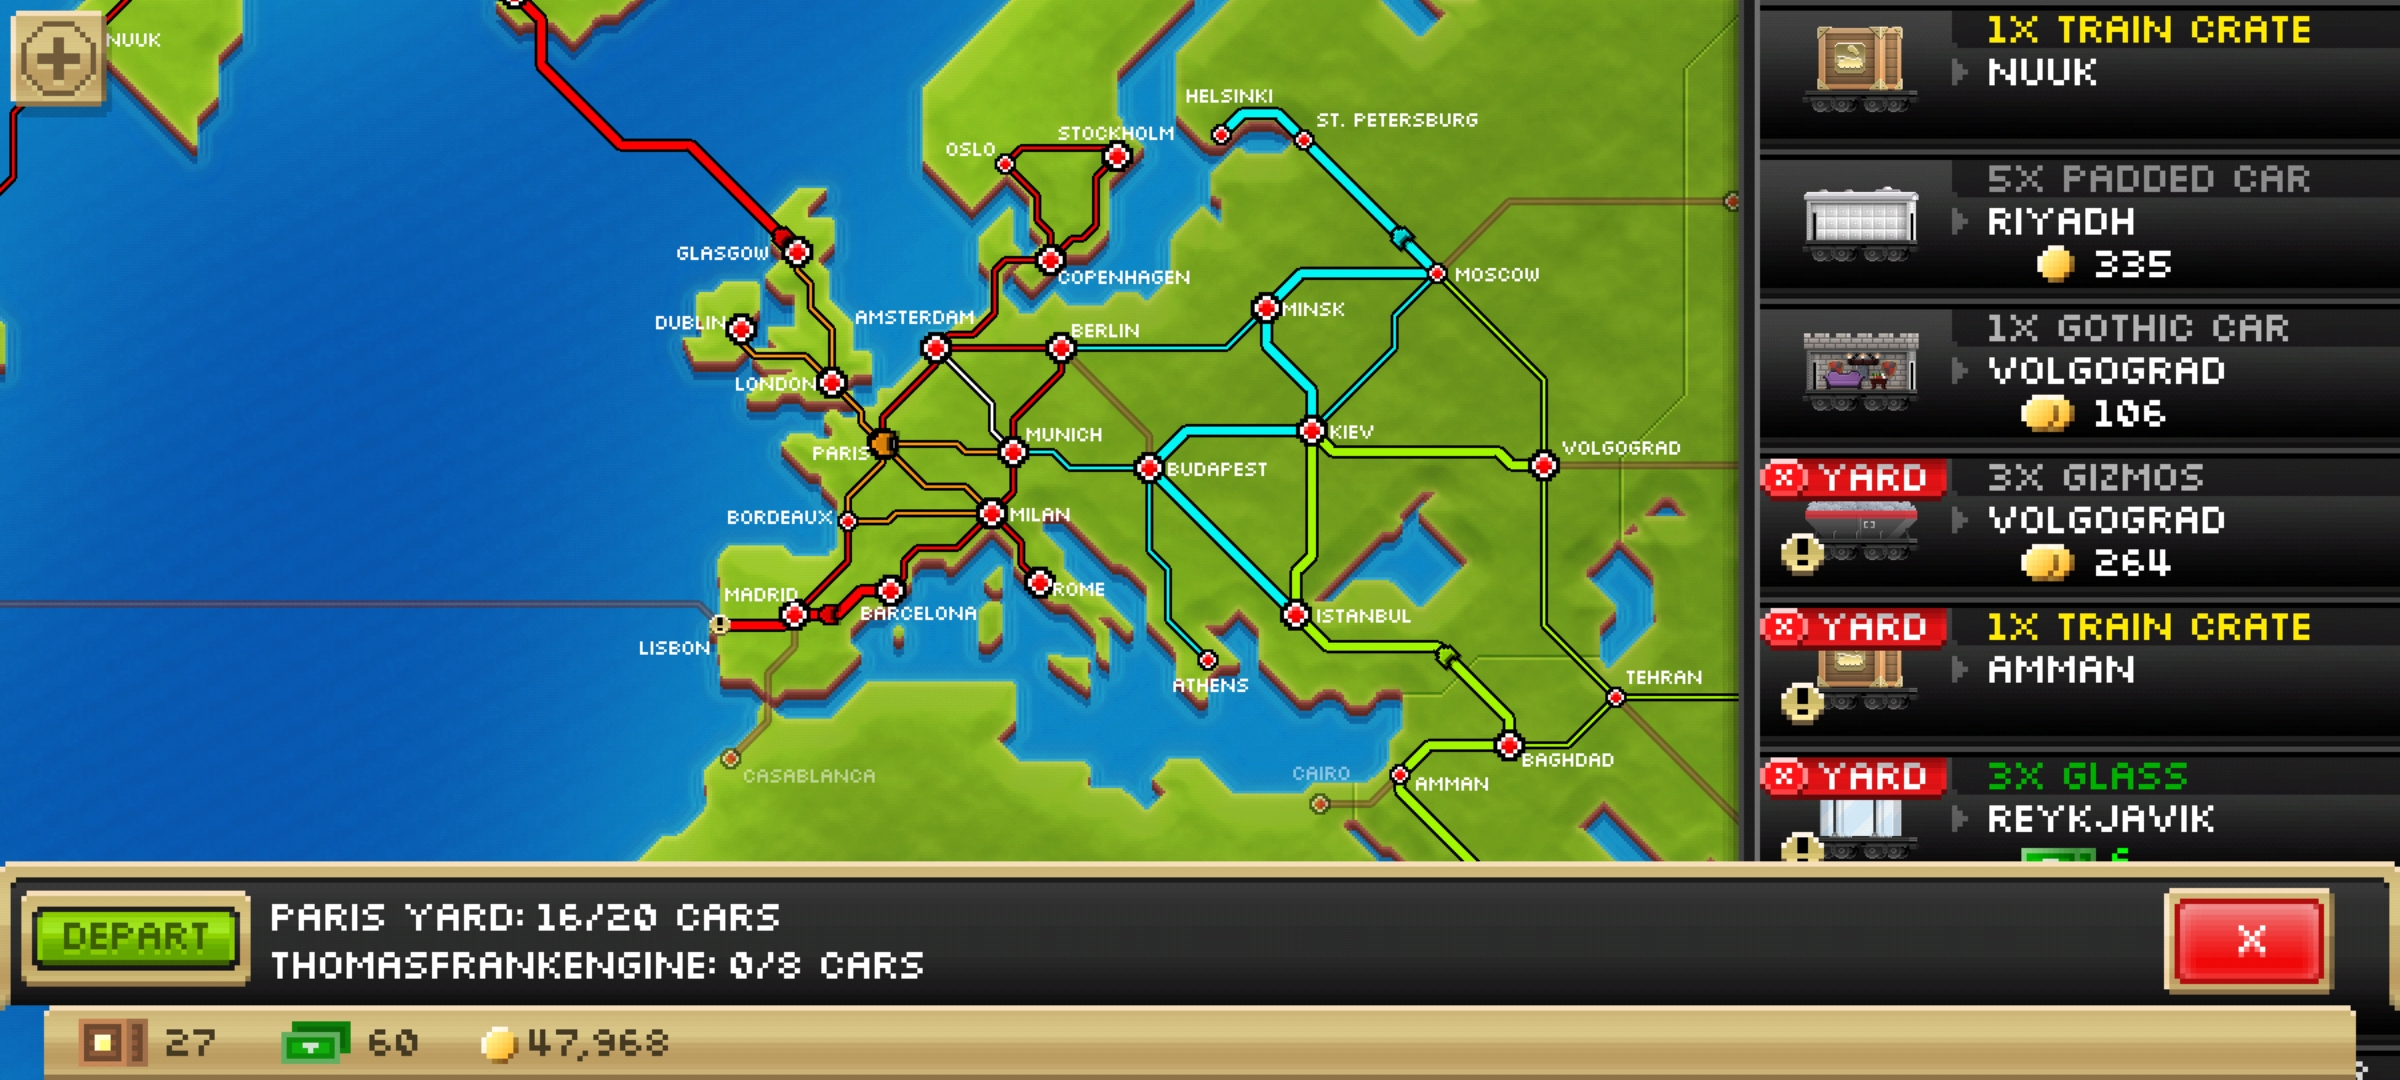 NUUK
HELSINKI
ST. PETERSBURG
STOCKHOLM
OSLO
GLASGOW
COPENHAGEN
MOSCOW
DUBLIN
AMSTERDAM
BERLIN
MINSK
LONDON
PARIS
MUNICH
KIEV
VOLGOGRAD
BUDAPEST
BORDEAUX
MILAN
MADRID
BARCELONA
ROME
ISTANBUL
LISBON
ATHENS
TEHRAN
CASABLANCA
CAIRO
AMMAN
BAGHDAD
1X TRAIN CRATE
NUUK
5X PADDED CAR
RIYADH
335
1X GOTHIC CAR
VOLGOGRAD
106
YARD 3X GIZMOS
VOLGOGRAD
264
YARD 1X TRAIN CRATE
AMMAN
YARD 3X GLASS
REYKJAVIK
DEPART
PARIS YARD: 16/20 CARS
THOMASFRANKENGINE: 0/8 CARS
X
27 60 47,968